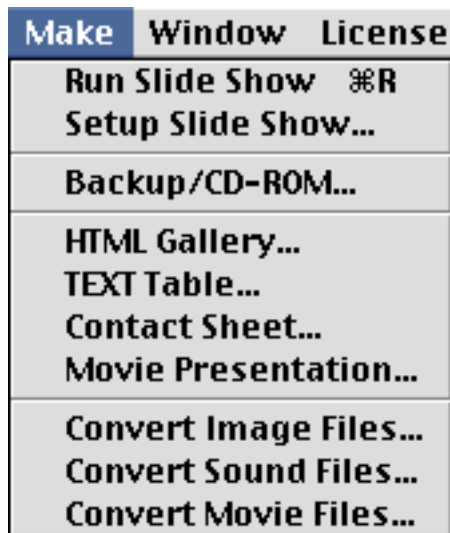 Make Window License
Run Slide Show ⌘R
Setup Slide Show...
Backup/CD-ROM...
HTML Gallery...
TEXT Table...
Contact Sheet...
Movie Presentation...
Convert Image Files...
Convert Sound Files...
Convert Movie Files...